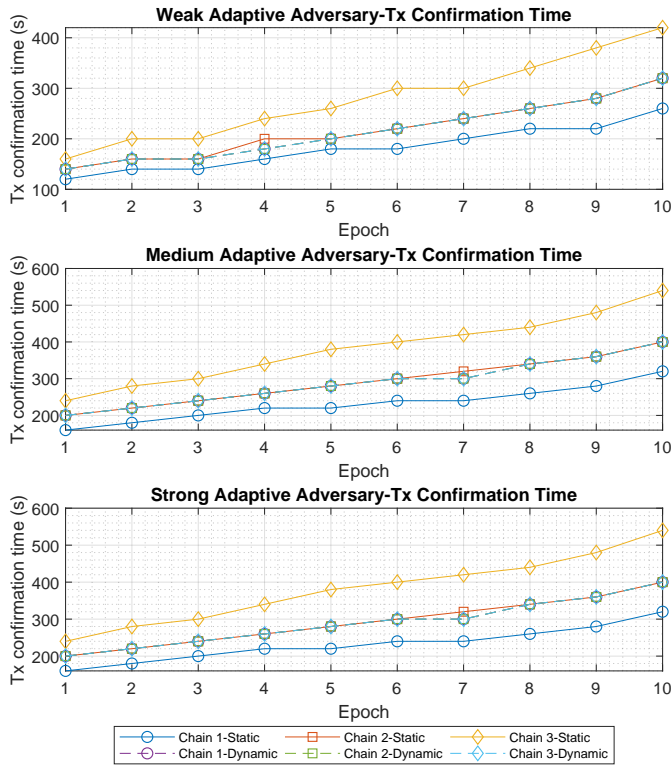 Weak Adaptive Adversary-Tx Confirmation Time
Tx confirmation time (s)
400
300
200
100
1 2 3 4 5 6 7 8 9 10
Epoch
Medium Adaptive Adversary-Tx Confirmation Time
Tx confirmation time (s)
600
500
400
300
200
1 2 3 4 5 6 7 8 9 10
Epoch
Strong Adaptive Adversary-Tx Confirmation Time
Tx confirmation time (s)
600
500
400
300
200
1 2 3 4 5 6 7 8 9 10
Epoch
Chain 1-Static Chain 2-Static Chain 3-Static
Chain 1-Dynamic Chain 2-Dynamic Chain 3-Dynamic